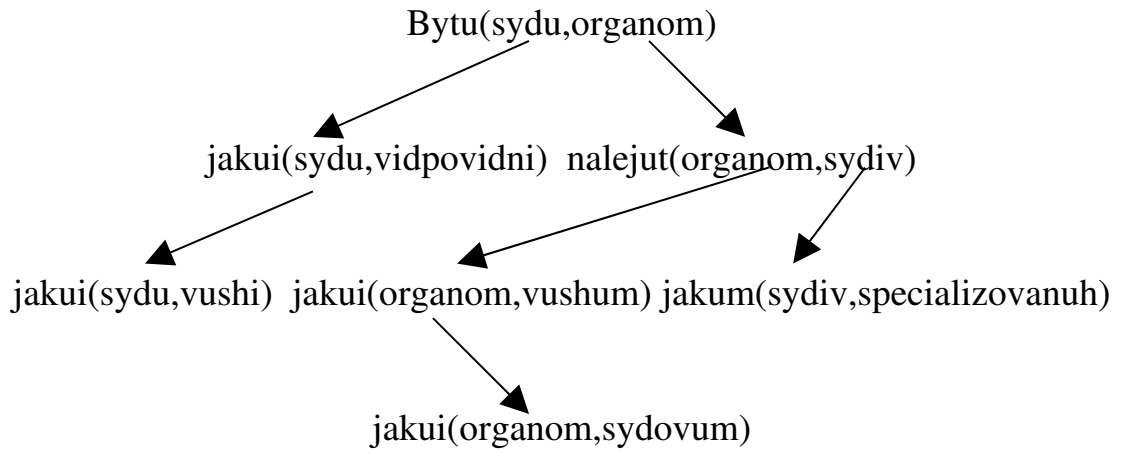 Bytu(sydu,organom)
jakui(sydu,vidpovidni) nalejut(organom,sydiv)
jakui(sydu,vushi) jakui(organom,vushum) jakum(sydiv,specializovanuh)
jakui(organom,sydovum)